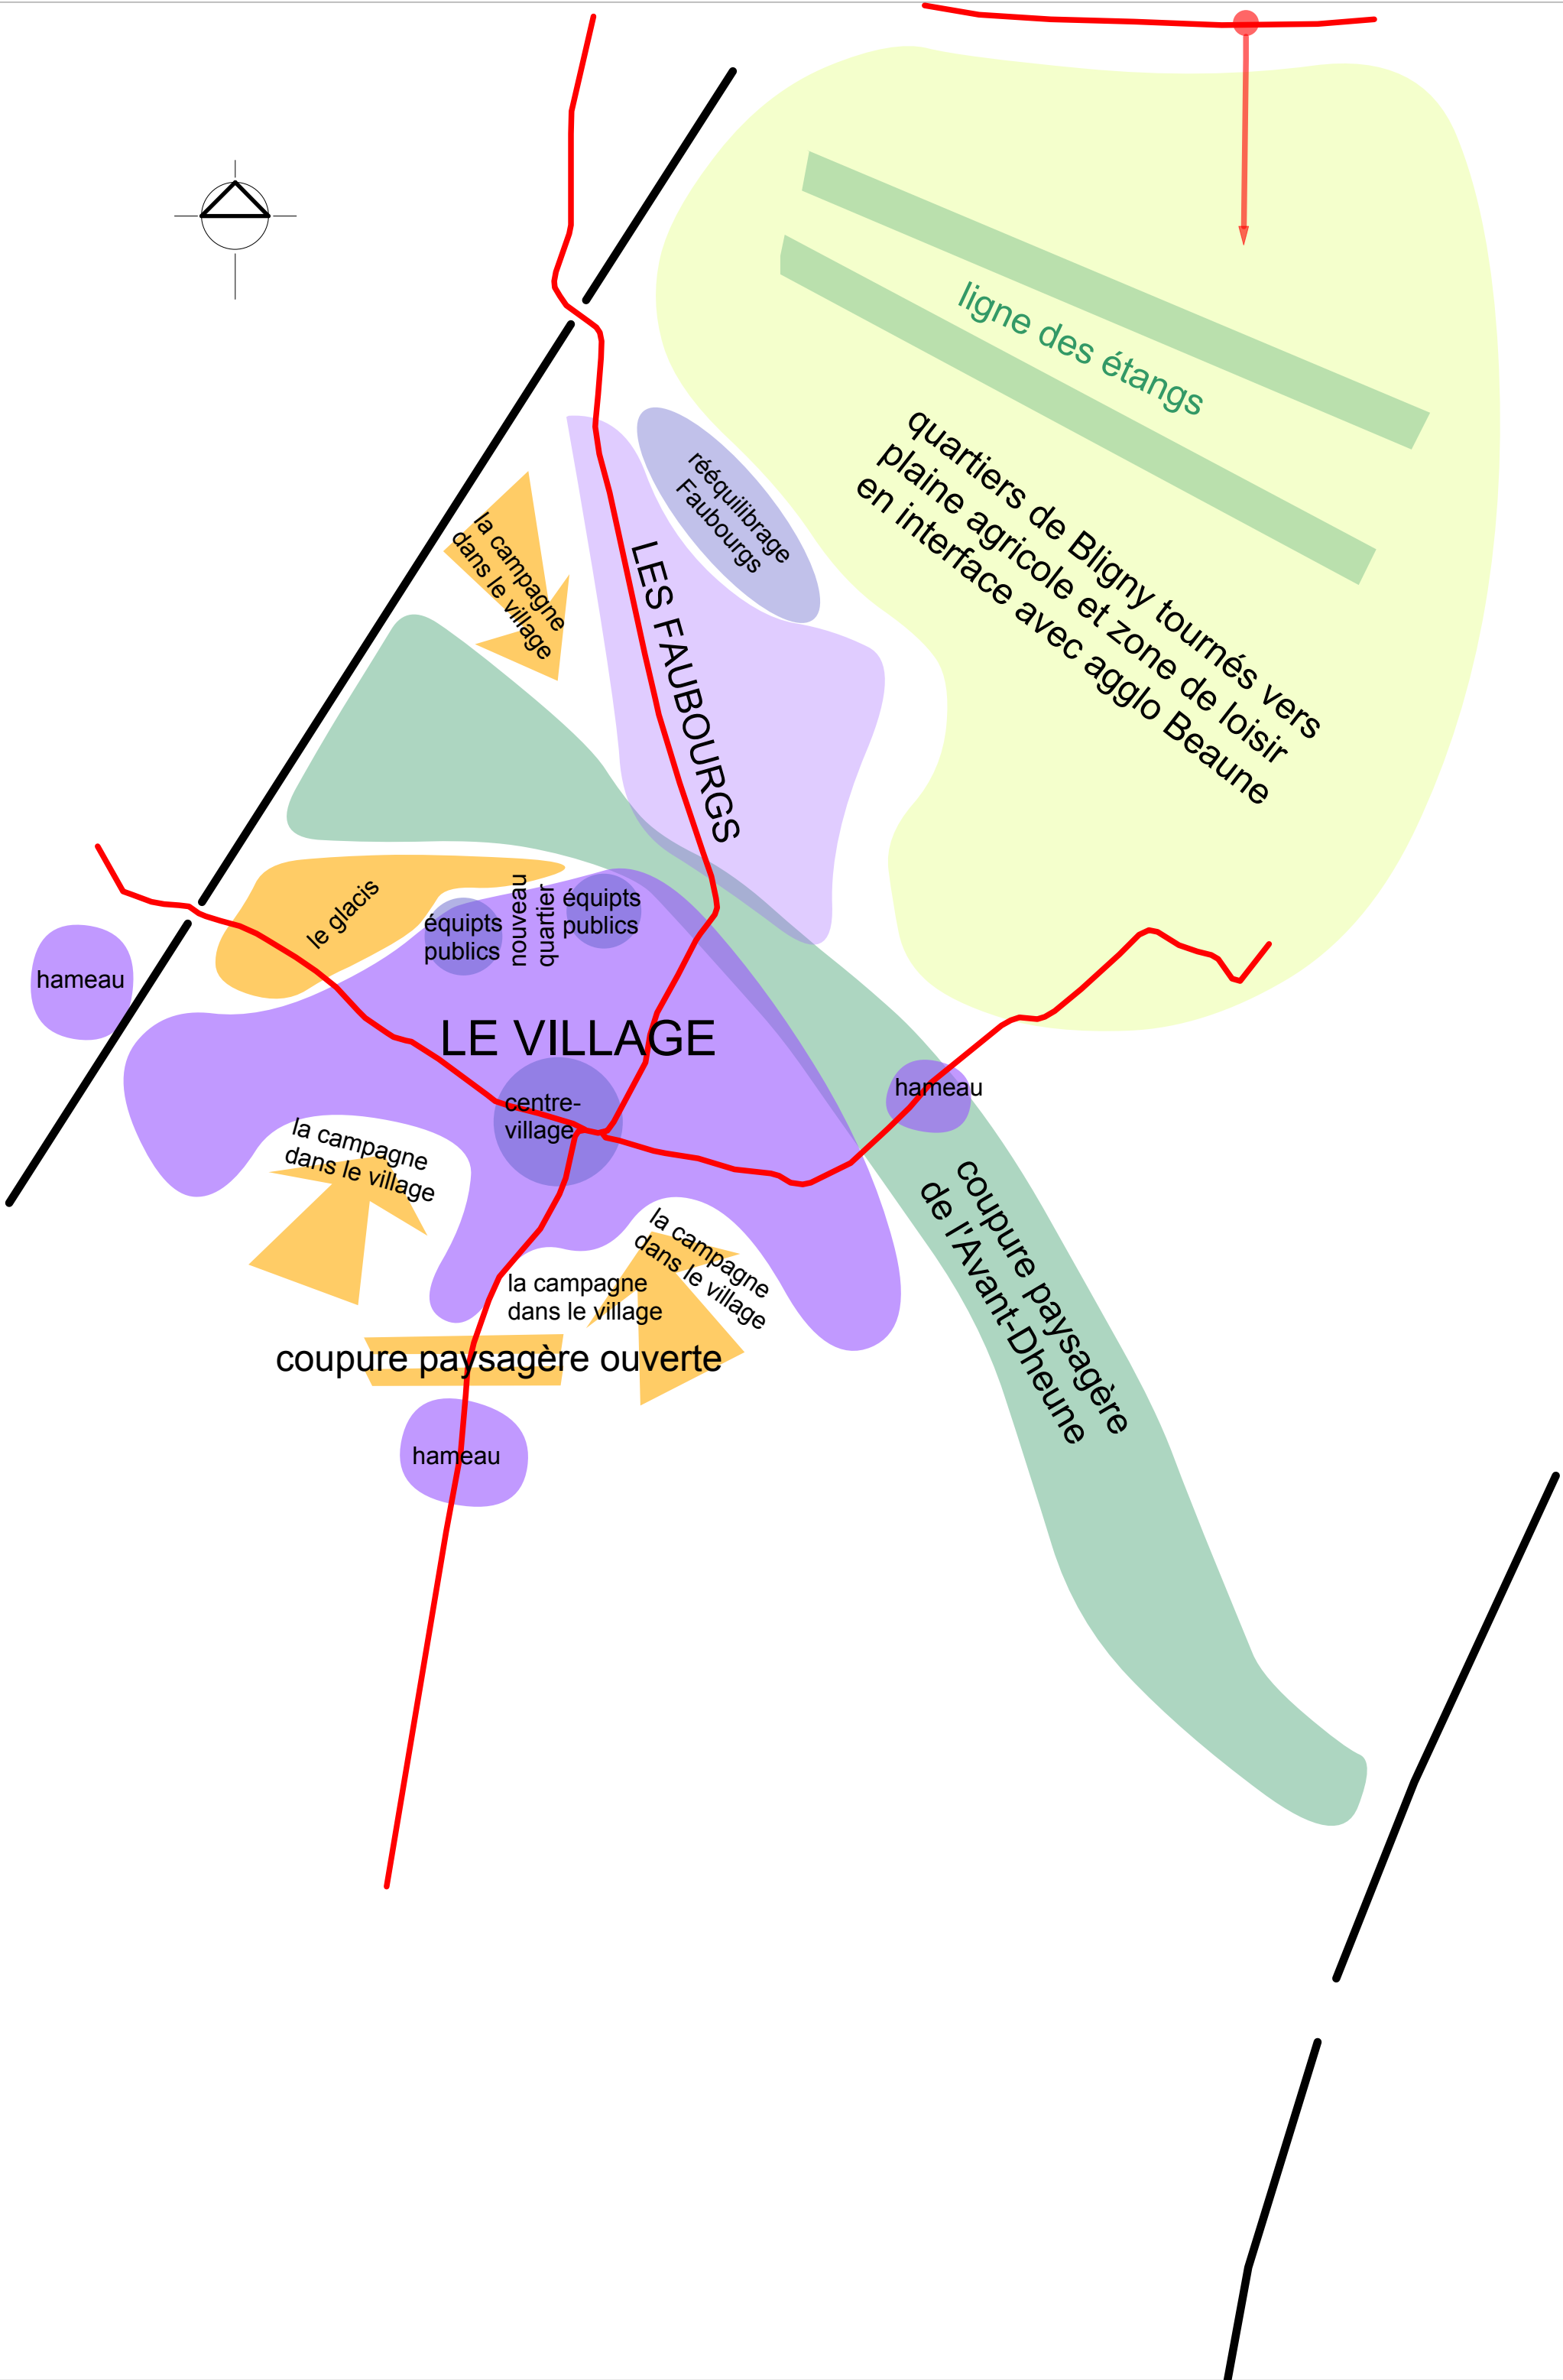 ligne des étangs
quartiers de Bligny tournés vers
plaine agricole et zone de loisir
en interface avec agglo Beaune
rééquilibrage
Faubourgs
la campagne
dans le village
LES FAUBOURGS
le glacis
équipts
publics
nouveau
quartier
équipts
publics
hameau
LE VILLAGE
centre-
village
hameau
la campagne
dans le village
coupure paysagère
de l'Avant-Dheune
la campagne
dans le village
la campagne
dans le village
coupure paysagère ouverte
hameau